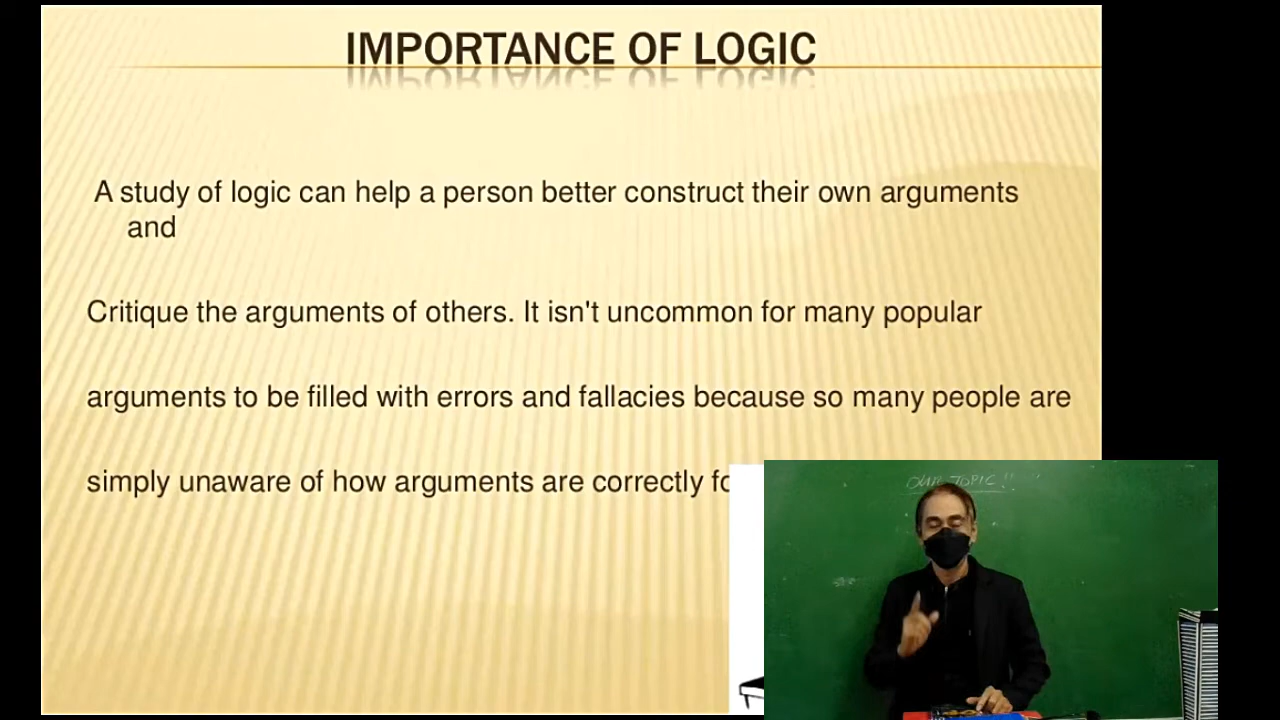 IMPORTANCE OF LOGIC
A study of logic can help a person better construct their own arguments
and
Critique the arguments of others. It isn't uncommon for many popular
arguments to be filled with errors and fallacies because so many people are
simply unaware of how arguments are correctly
OUR TOPIC!!